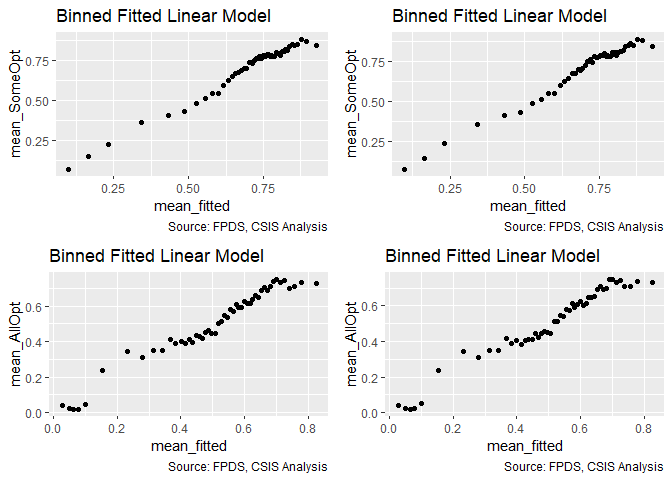 Binned Fitted Linear Model
mean_SomeOpt
0.75
0.50
0.25
0.25 0.50 0.75
mean_fitted
Source: FPDS, CSIS Analysis
Binned Fitted Linear Model
mean_SomeOpt
0.75
0.50
0.25
0.25 0.50 0.75
mean_fitted
Source: FPDS, CSIS Analysis
Binned Fitted Linear Model
mean_AllOpt
0.6
0.4
0.2
0.0
0.0 0.2 0.4 0.6 0.8
mean_fitted
Source: FPDS, CSIS Analysis
Binned Fitted Linear Model
mean_AllOpt
0.6
0.4
0.2
0.0
0.0 0.2 0.4 0.6 0.8
mean_fitted
Source: FPDS, CSIS Analysis